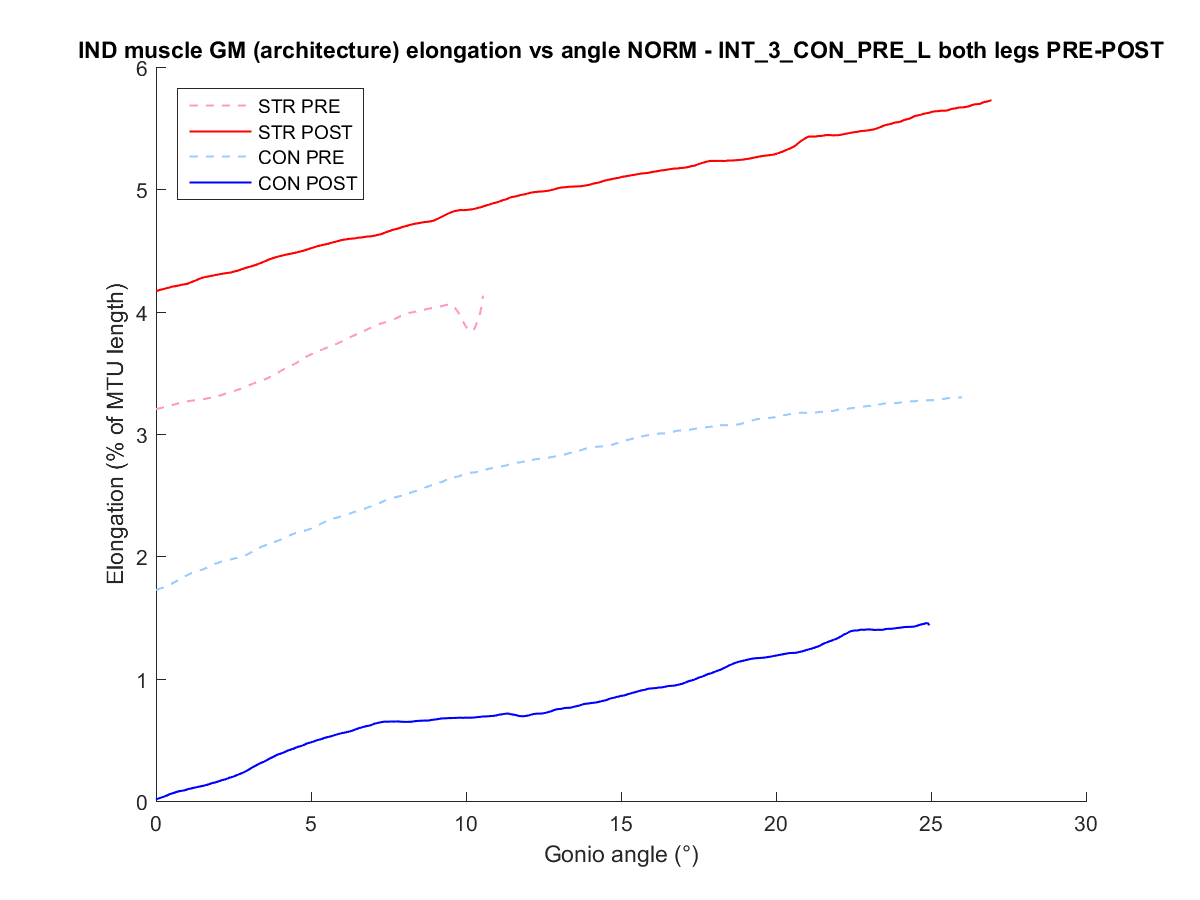 IND muscle GM (architecture) elongation vs angle NORM - INT_3_CON_PRE_L both legs PRE-POST
STR PRE
STR POST
CON PRE
CON POST
Elongation (% of MTU length)
6
5
4
3
2
1
0
0 5 10 15 20 25 30
Gonio angle (°)